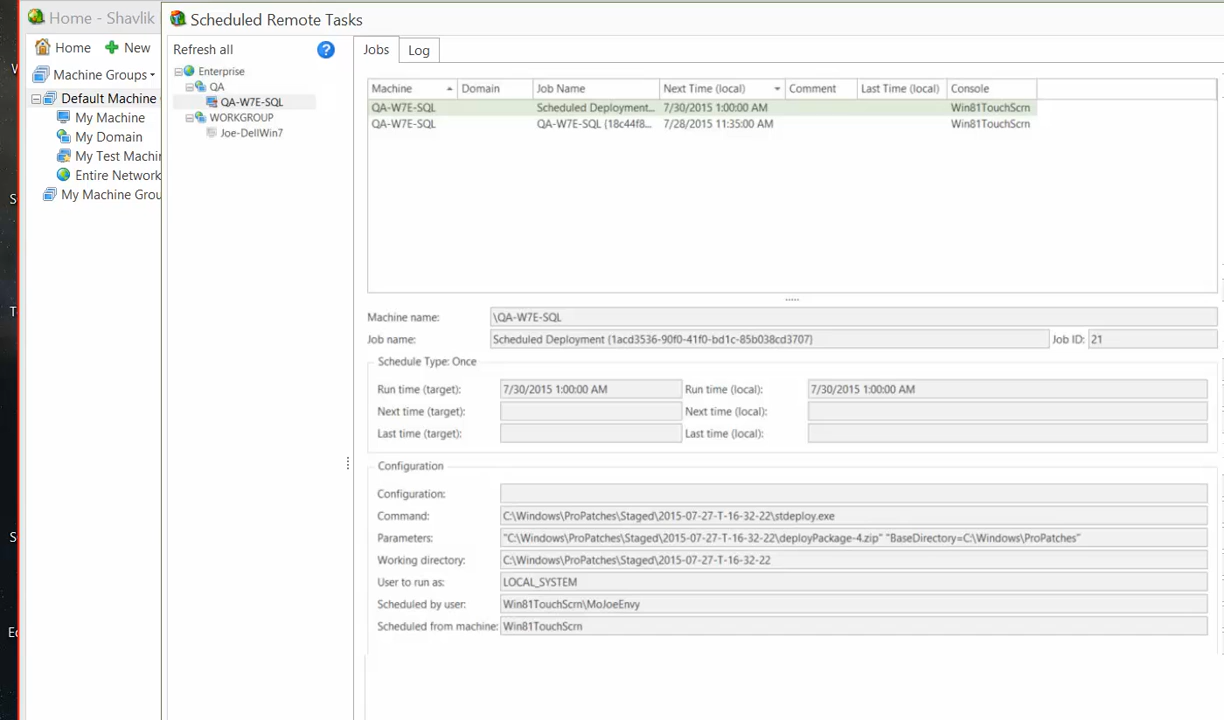 Home - Shavlik
Home New
Machine Groups
Default Machine
My Machine
My Domain
My Test Machin
Entire Network
My Machine Grou
Scheduled Remote Tasks
Refresh all
Enterprise
QA
QA-W7E-SQL
WORKGROUP
Joe-DellWin7
Jobs Log
Machine Domain Job Name Next Time (local) Comment Last Time (local) Console
QA-W7E-SQL Scheduled Deployment... 7/30/2015 1:00:00 AM Win81TouchScrn
QA-W7E-SQL QA-W7E-SQL (18c44f8... 7/28/2015 11:35:00 AM Win81TouchScrn
Machine name: \QA-W7E-SQL
Job name: Scheduled Deployment (1acd3536-90f0-41f0-bd1c-85b038cd3707) Job ID: 21
Schedule Type: Once
Run time (target): 7/30/2015 1:00:00 AM Run time (local): 7/30/2015 1:00:00 AM
Next time (target): Next time (local):
Last time (target): Last time (local):
Configuration
Configuration:
Command: C:\Windows\ProPatches\Staged\2015-07-27-T-16-32-22\stdeploy.exe
Parameters: "C:\Windows\ProPatches\Staged\2015-07-27-T-16-32-22\deployPackage-4.zip" "BaseDirectory=C:\Windows\ProPatches"
Working directory: C:\Windows\ProPatches\Staged\2015-07-27-T-16-32-22
User to run as: LOCAL_SYSTEM
Scheduled by user: Win81TouchScrn\MoJoeEnvy
Scheduled from machine: Win81TouchScrn